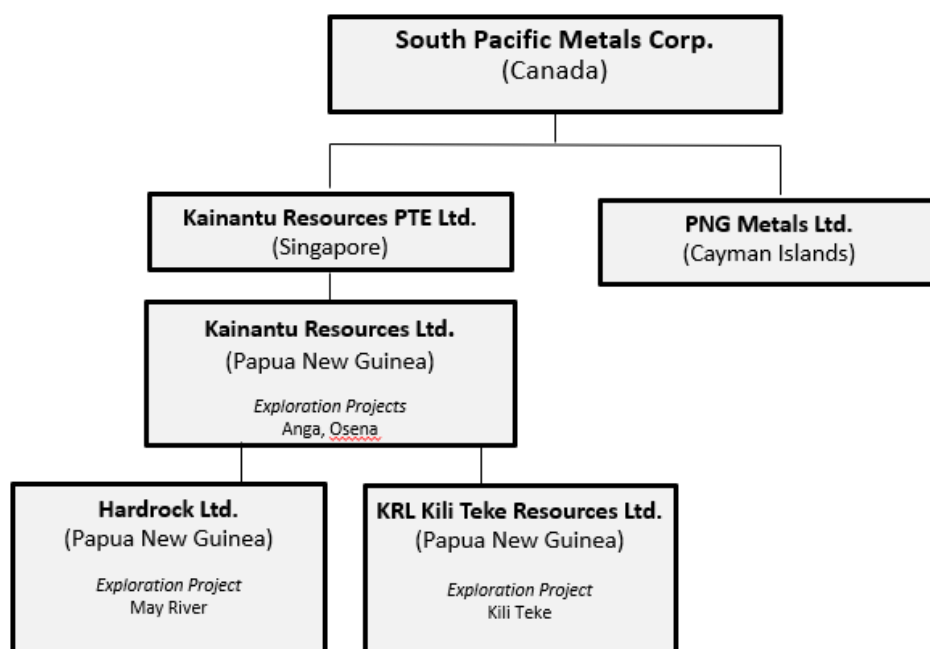 South Pacific Metals Corp.
(Canada)
Kainantu Resources PTE Ltd.
(Singapore)
PNG Metals Ltd.
(Cayman Islands)
Kainantu Resources Ltd.
(Papua New Guinea)
Exploration Projects
Anga, Osena
Hardrock Ltd.
(Papua New Guinea)
Exploration Project
May River
KRL Kili Teke Resources Ltd.
(Papua New Guinea)
Exploration Project
Kili Teke